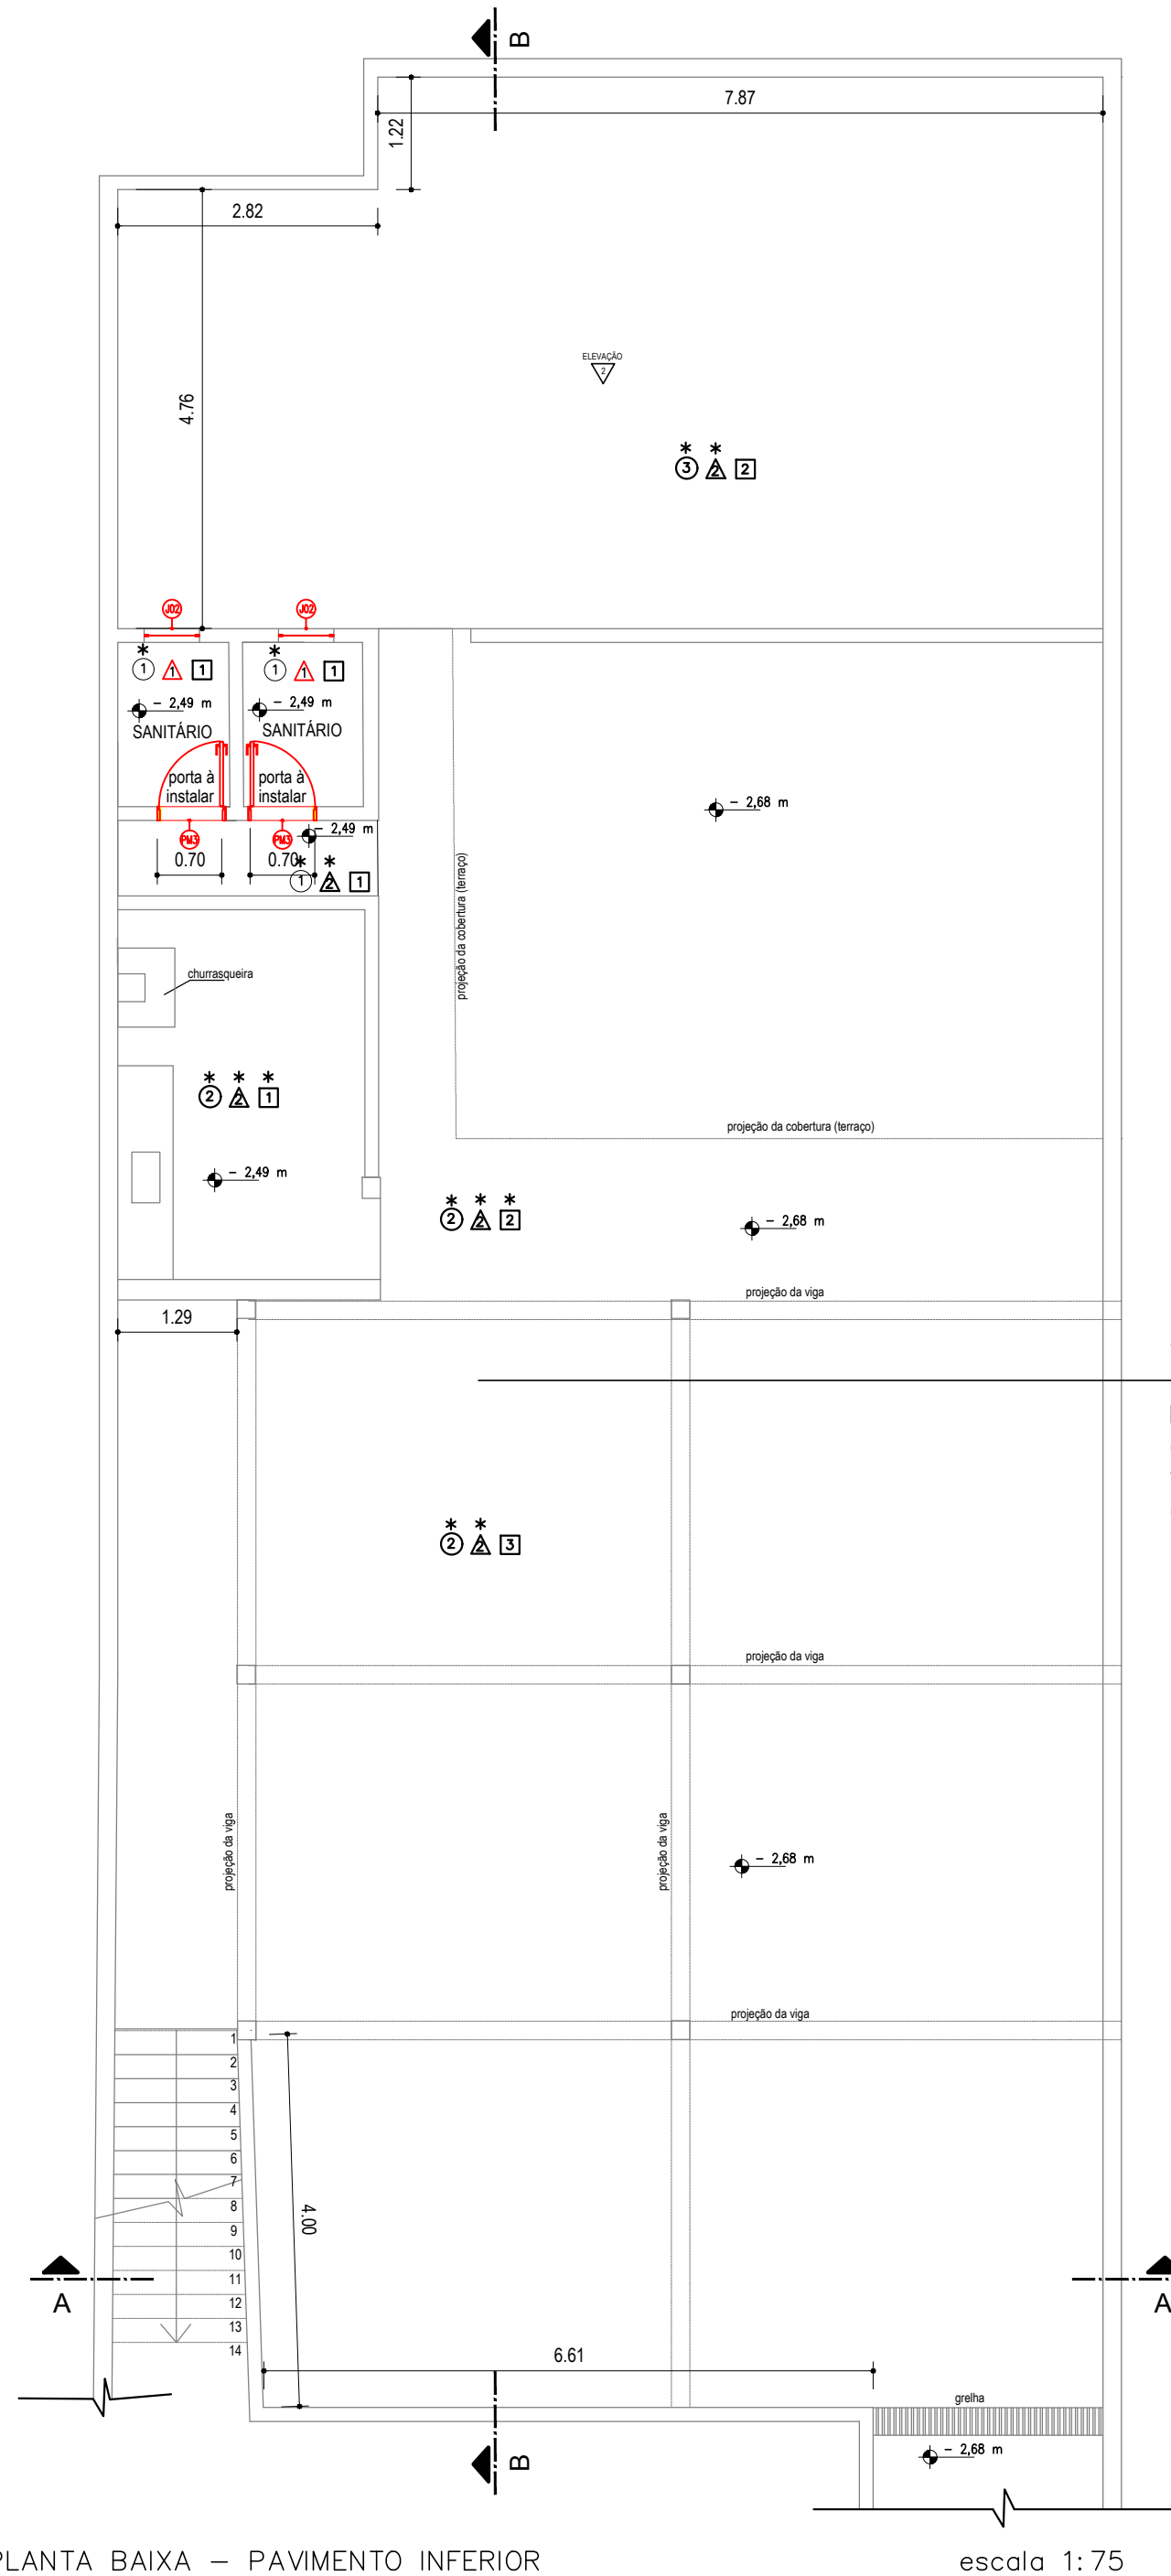 B
7.87
1.22
2.82
ELEVAÇÃO
2
4.76
* *
3 2 2
J02 J02
* *
1 1 1 1 1 1
- 2,49 m - 2,49 m
SANITÁRIO SANITÁRIO
porta à porta à
instalar instalar
- 2,68 m
PM3 PM3 - 2,49 m
0.70 0.70
* *
1 2 1
projeção da cobertura (terraço)
churrasqueira
* * *
2 2 1
projeção da cobertura (terraço)
- 2,49 m
* * *
2 2 2
- 2,68 m
projeção da viga
1.29
* *
2 2 3
projeção da viga
projeção da viga
projeção da viga
- 2,68 m
projeção da viga
1
2
3
4
5
6
7
8
9
10
11
12
13
14
4.00
A A
6.61
grelha
- 2,68 m
B
PLANTA BAIXA - PAVIMENTO INFERIOR escala 1:75